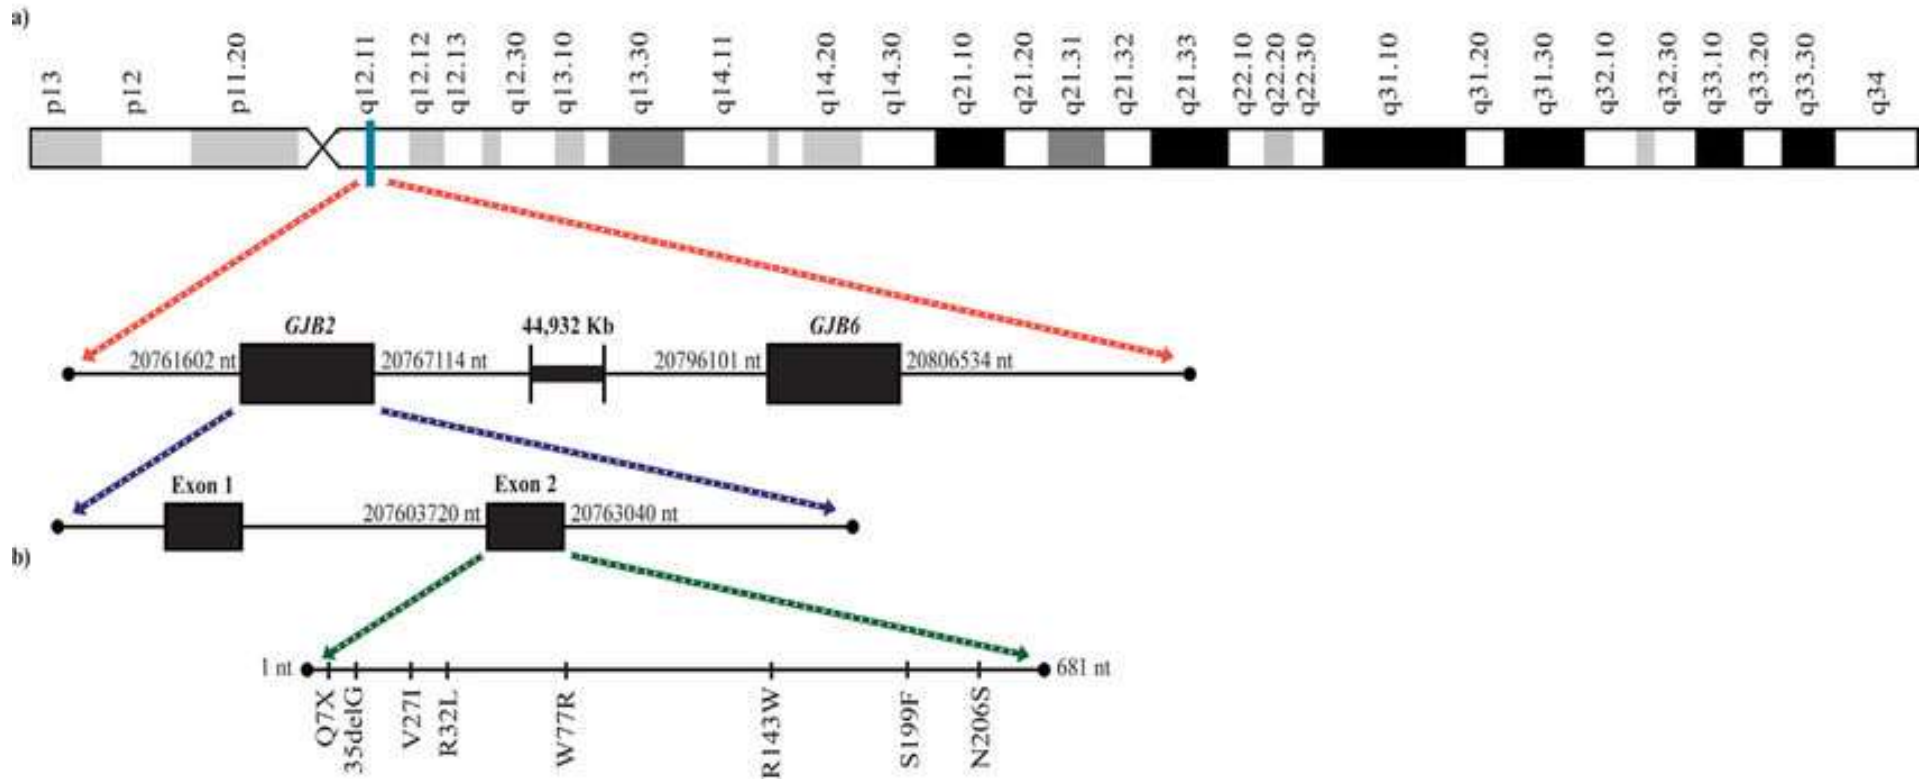 a)
p13
p12
p11.20
q12.11
q12.12
q12.13
q12.30
q13.10
q13.30
q14.11
q14.20
q14.30
q21.10
q21.20
q21.31
q21.32
q21.33
q22.10
q22.20
q22.30
q31.10
q31.20
q31.30
q32.10
q32.30
q33.10
q33.20
q33.30
q34
GJB2
44,932 Kb
GJB6
20761602 nt
20767114 nt
20796101 nt
20806534 nt
Exon 1
Exon 2
207603720 nt
20763040 nt
b)
1 nt
681 nt
Q7X
35delG
V27I
R32L
W77R
R143W
S199F
N206S